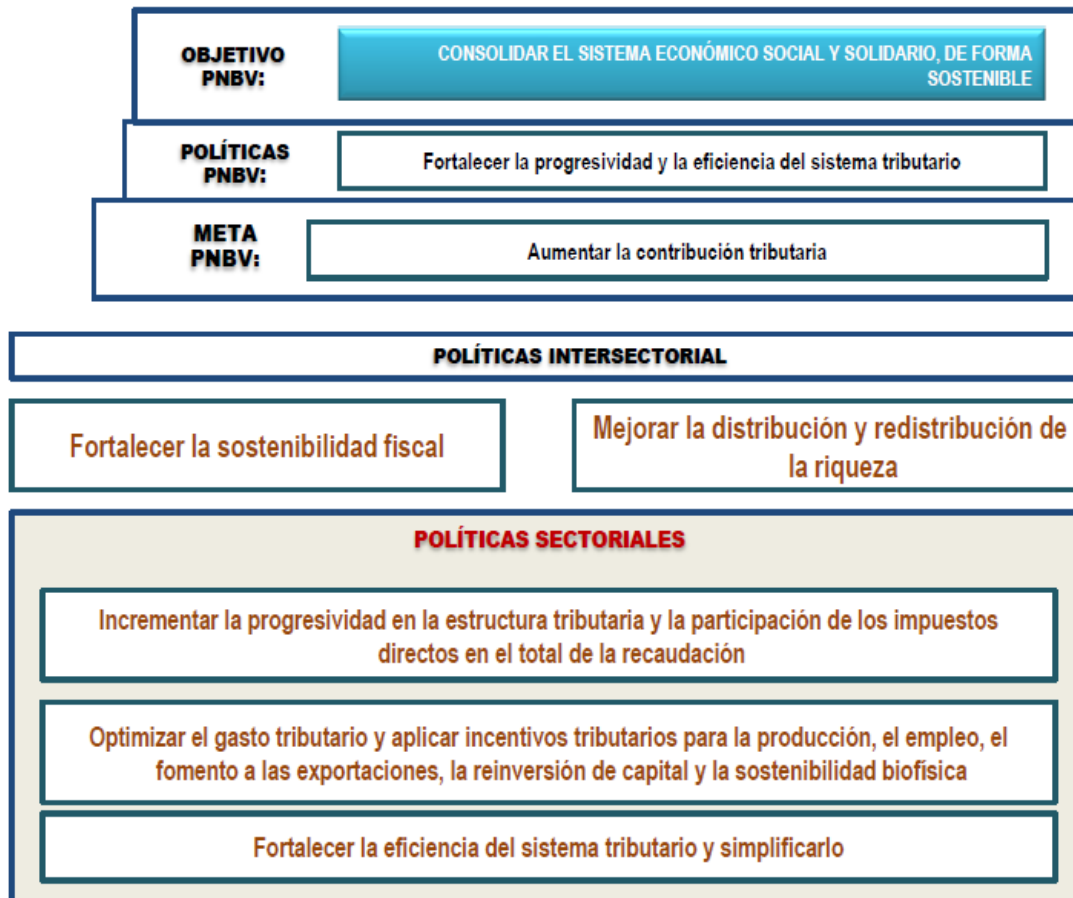 OBJETIVO
PNBV:
CONSOLIDAR EL SISTEMA ECONÓMICO SOCIAL Y SOLIDARIO, DE FORMA
SOSTENIBLE
POLÍTICAS
PNBV:
Fortalecer la progresividad y la eficiencia del sistema tributario
META
PNBV:
Aumentar la contribución tributaria
POLÍTICAS INTERSECTORIAL
Fortalecer la sostenibilidad fiscal
Mejorar la distribución y redistribución de
la riqueza
POLÍTICAS SECTORIALES
Incrementar la progresividad en la estructura tributaria y la participación de los impuestos
directos en el total de la recaudación
Optimizar el gasto tributario y aplicar incentivos tributarios para la producción, el empleo, el
fomento a las exportaciones, la reinversión de capital y la sostenibilidad biofísica
Fortalecer la eficiencia del sistema tributario y simplificarlo